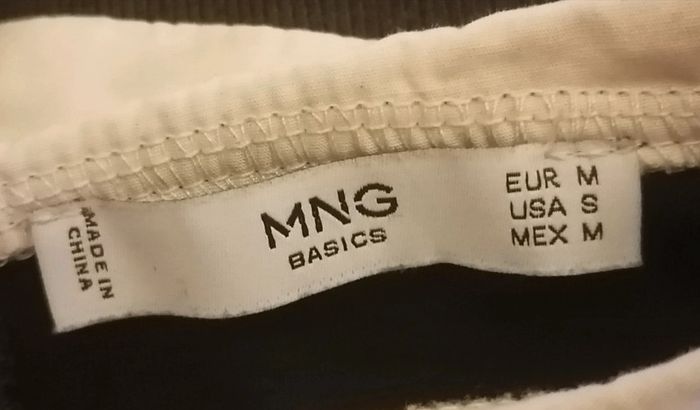 MADE IN
CHINA
MNG
BASICS
EUR M
USA S
MEX M